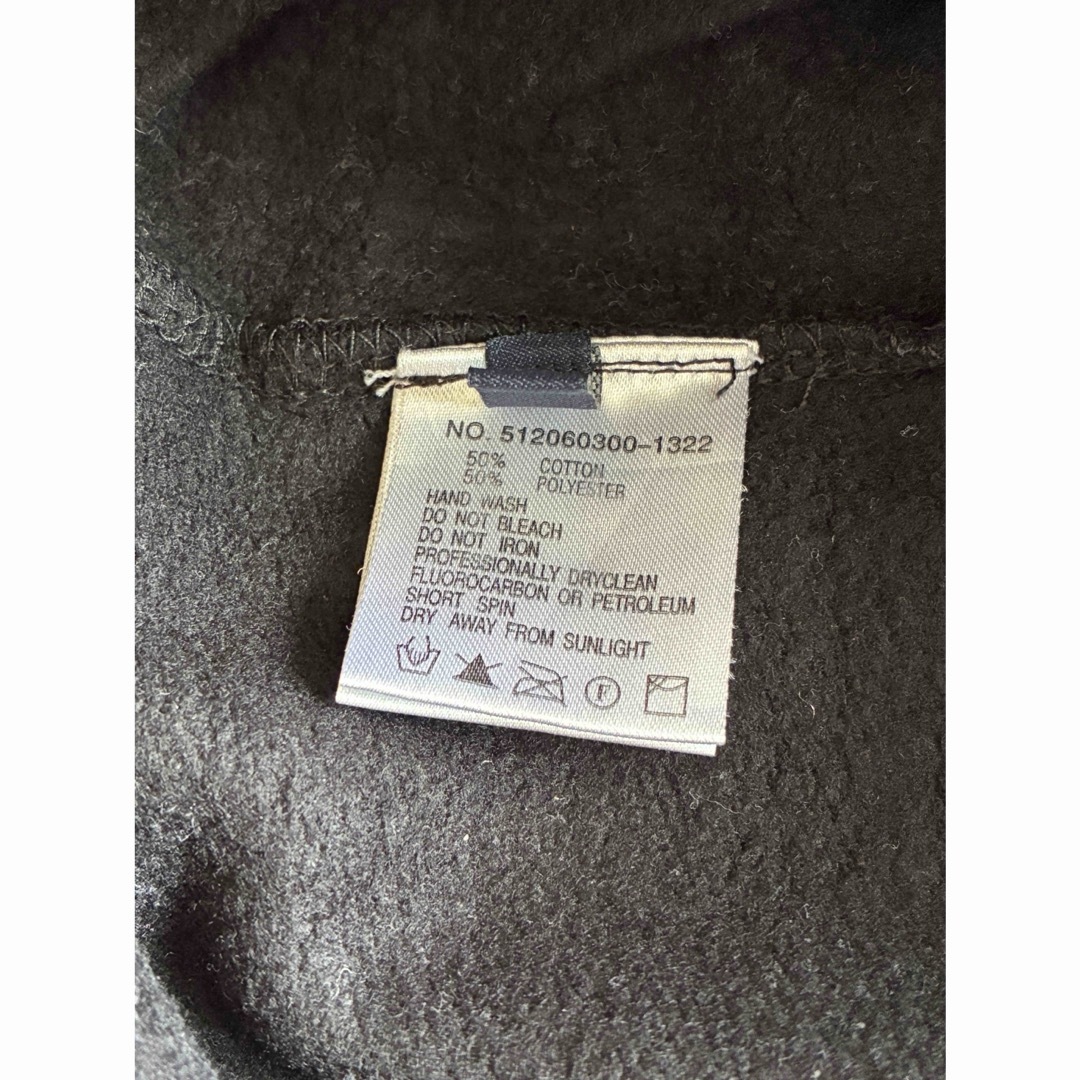 NO. 512060300-1322
50% COTTON
50% POLYESTER
HAND WASH
DO NOT BLEACH
DO NOT IRON
PROFESSIONALLY DRYCLEAN
FLUOROCARBON OR PETROLEUM
SHORT SPIN
DRY AWAY FROM SUNLIGHT
F